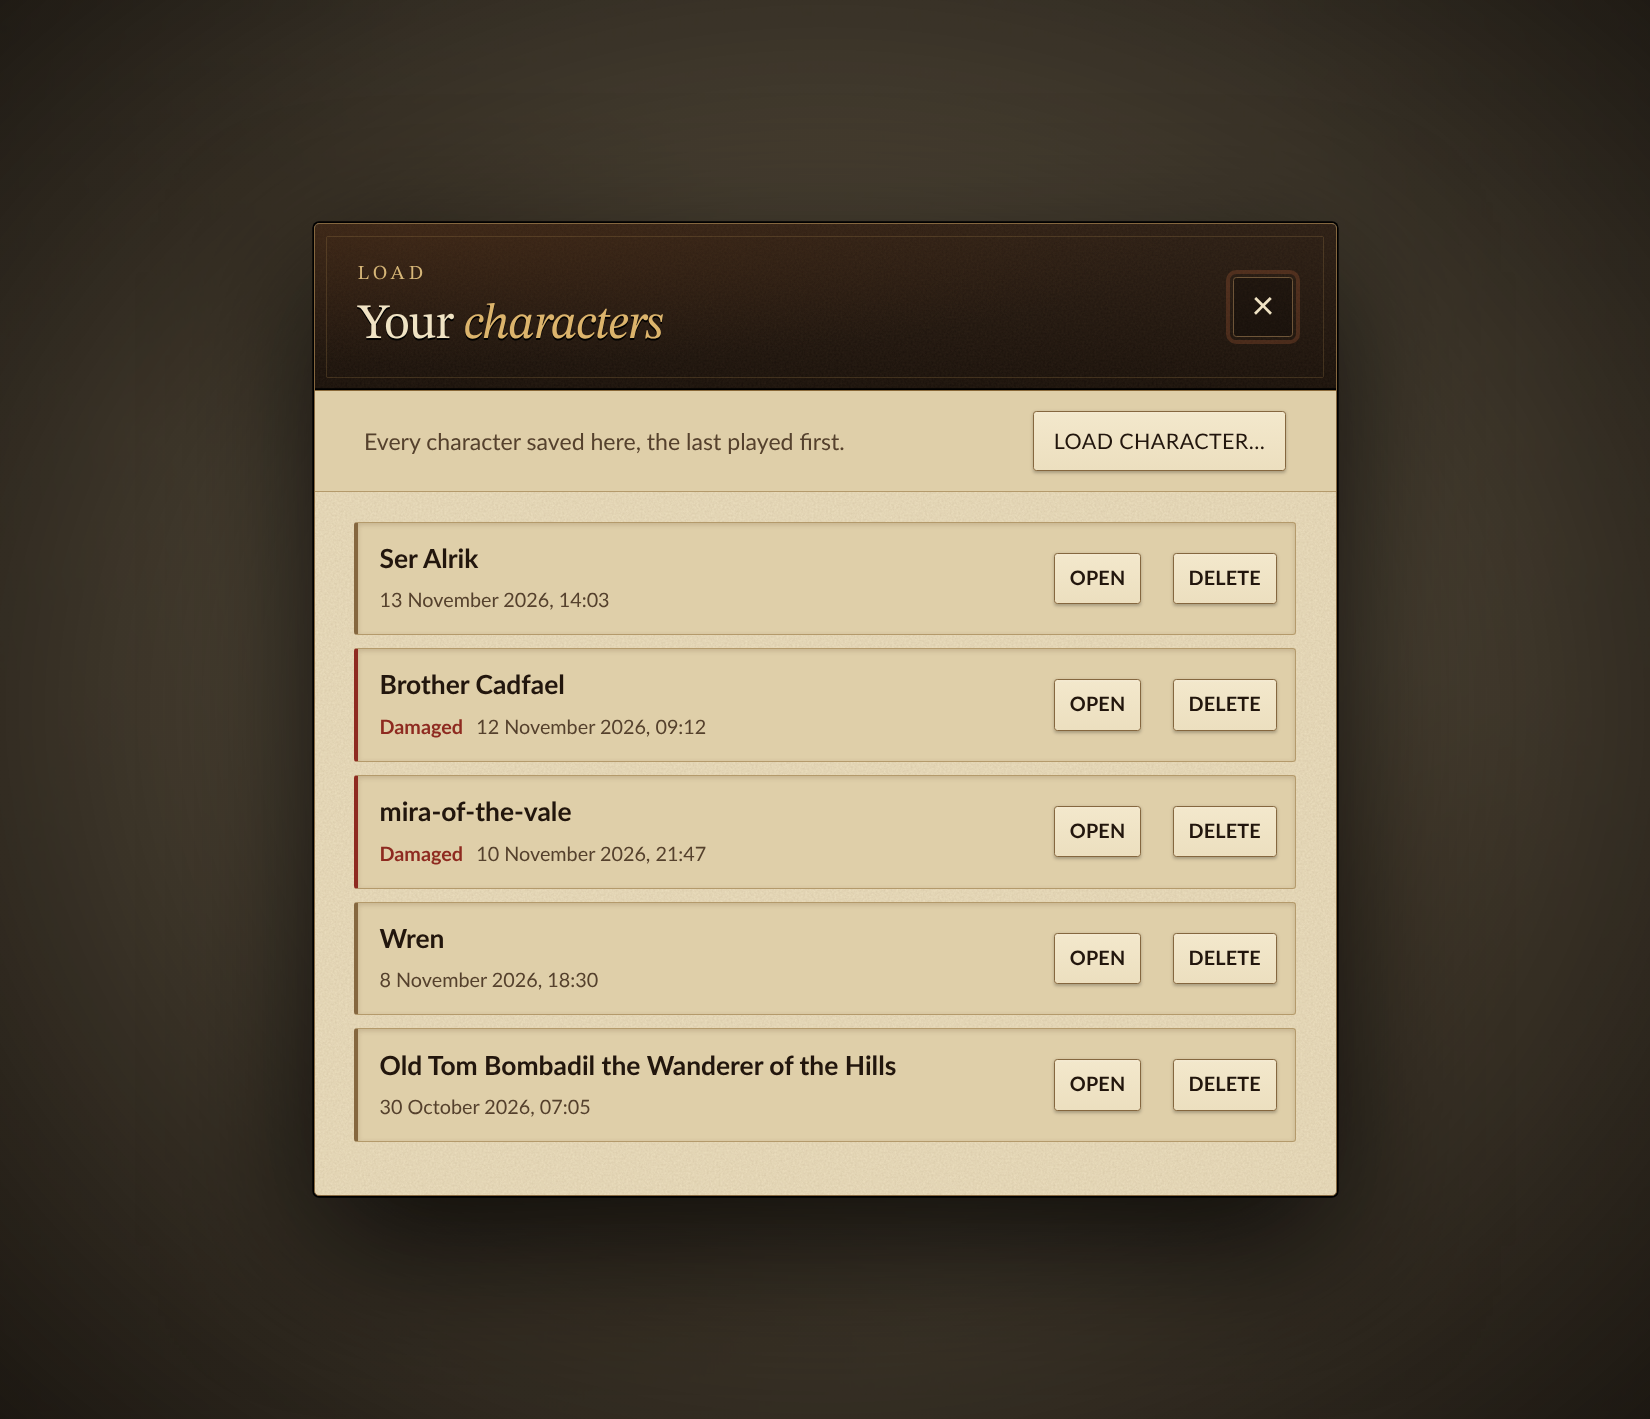 LOAD
Your characters
×
Every character saved here, the last played first.
LOAD CHARACTER...
Ser Alrik
13 November 2026, 14:03
OPEN
DELETE
Brother Cadfael
Damaged 12 November 2026, 09:12
OPEN
DELETE
mira-of-the-vale
Damaged 10 November 2026, 21:47
OPEN
DELETE
Wren
8 November 2026, 18:30
OPEN
DELETE
Old Tom Bombadil the Wanderer of the Hills
30 October 2026, 07:05
OPEN
DELETE